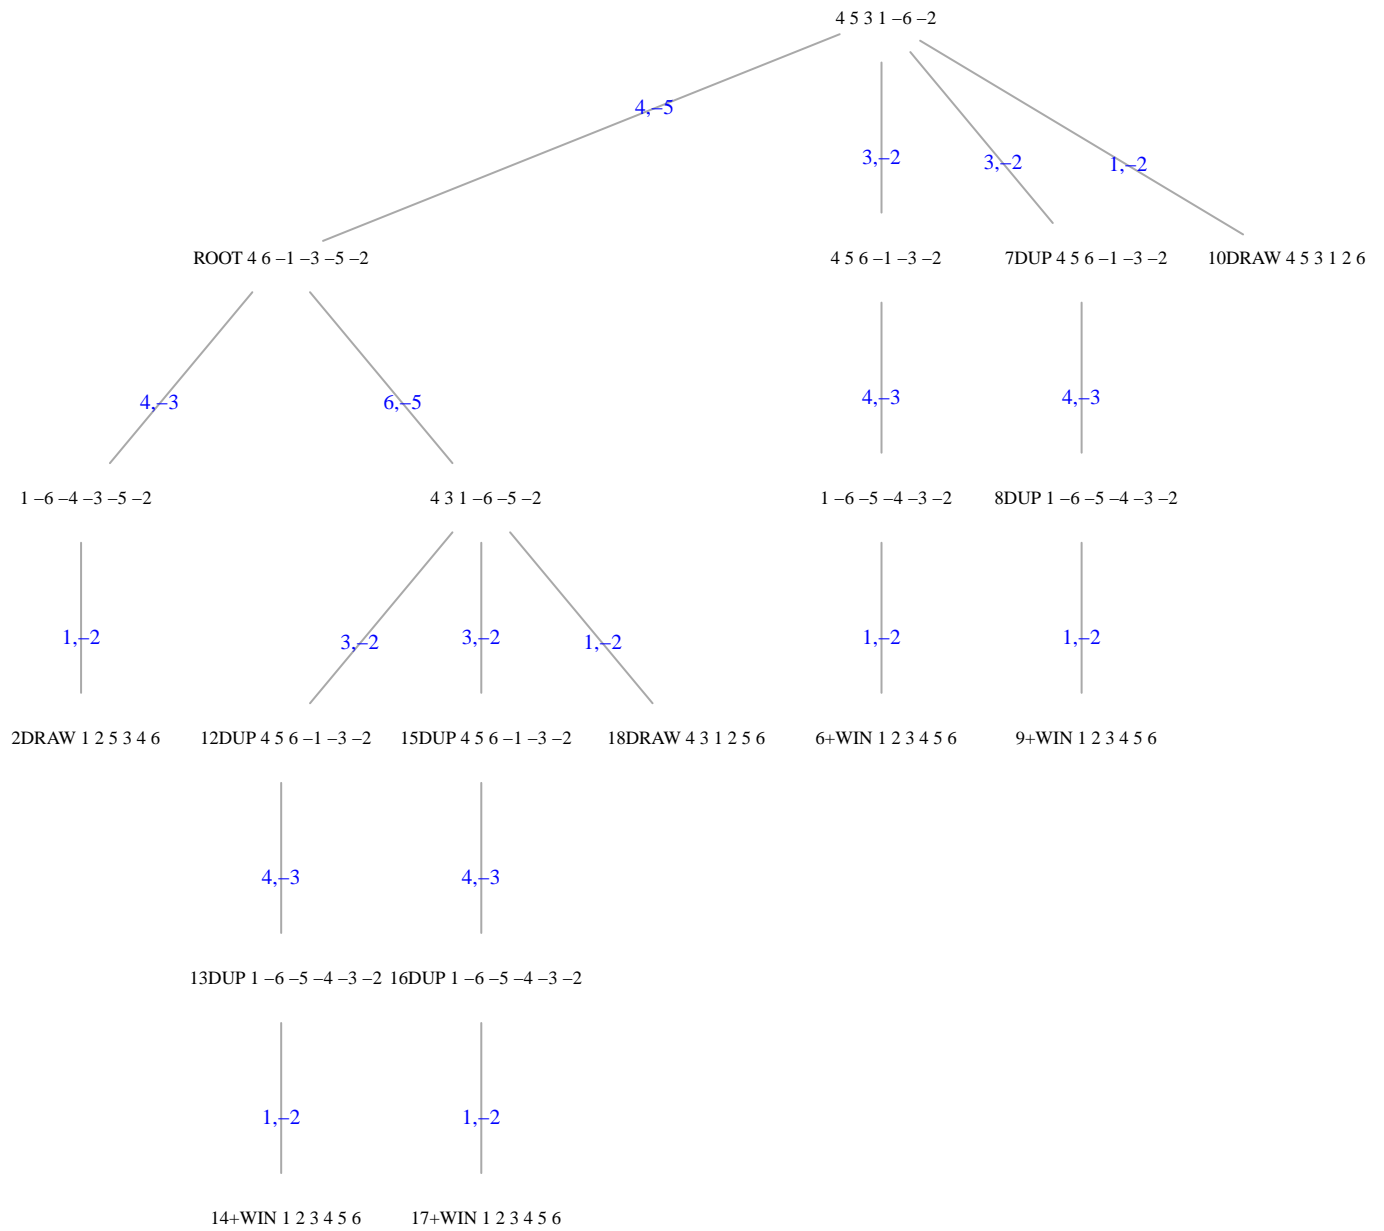 4 5 3 1 –6 –2
4,–5
3,–2
3,–2
1,–2
ROOT 4 6 –1 –3 –5 –2
4 5 6 –1 –3 –2
7DUP 4 5 6 –1 –3 –2
10DRAW 4 5 3 1 2 6
4,–3
6,–5
4,–3
4,–3
1 –6 –4 –3 –5 –2
4 3 1 –6 –5 –2
1 –6 –5 –4 –3 –2
8DUP 1 –6 –5 –4 –3 –2
1,–2
3,–2
3,–2
1,–2
1,–2
1,–2
2DRAW 1 2 5 3 4 6
12DUP 4 5 6 –1 –3 –2
15DUP 4 5 6 –1 –3 –2
18DRAW 4 3 1 2 5 6
6+WIN 1 2 3 4 5 6
9+WIN 1 2 3 4 5 6
4,–3
4,–3
13DUP 1 –6 –5 –4 –3 –2
16DUP 1 –6 –5 –4 –3 –2
1,–2
1,–2
14+WIN 1 2 3 4 5 6
17+WIN 1 2 3 4 5 6